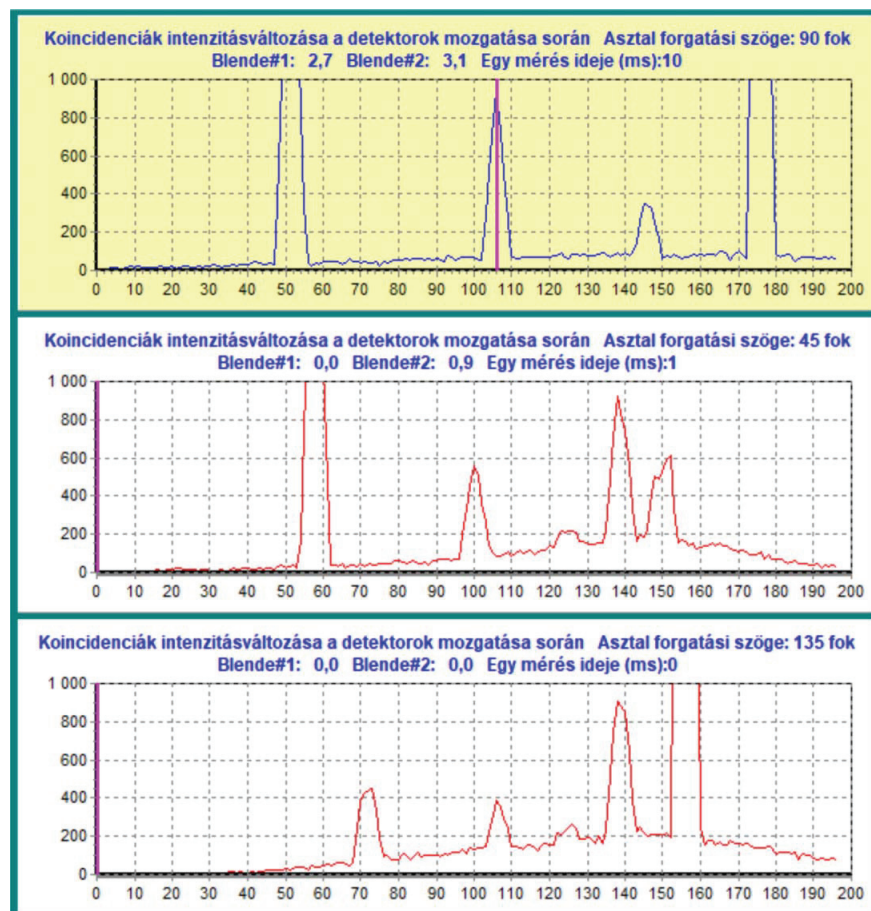 Koincidenciák intenzitásváltozása a detektorok mozgatása során   Asztal forgatási szöge: 90 fok
Blende#1:   2,7   Blende#2:   3,1   Egy mérés ideje (ms):10
1 000
800
600
400
200
0
0 10 20 30 40 50 60 70 80 90 100 110 120 130 140 150 160 170 180 190 200
Koincidenciák intenzitásváltozása a detektorok mozgatása során   Asztal forgatási szöge: 45 fok
Blende#1:   0,0   Blende#2:   0,9   Egy mérés ideje (ms):1
1 000
800
600
400
200
0
0 10 20 30 40 50 60 70 80 90 100 110 120 130 140 150 160 170 180 190 200
Koincidenciák intenzitásváltozása a detektorok mozgatása során   Asztal forgatási szöge: 135 fok
Blende#1:   0,0   Blende#2:   0,0   Egy mérés ideje (ms):0
1 000
800
600
400
200
0
0 10 20 30 40 50 60 70 80 90 100 110 120 130 140 150 160 170 180 190 200